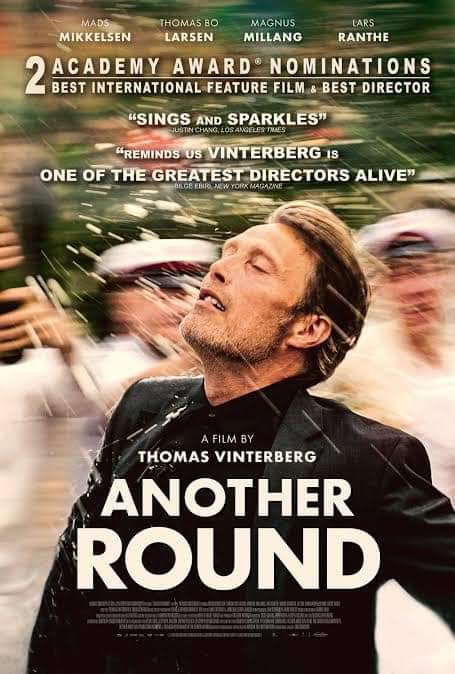 MADS THOMAS BO MAGNUS LARS
MIKKELSEN LARSEN MILLANG RANTHE
2 ACADEMY AWARD® NOMINATIONS
BEST INTERNATIONAL FEATURE FILM & BEST DIRECTOR
“SINGS AND SPARKLES”
JUSTIN CHANG, LOS ANGELES TIMES
“REMINDS US VINTERBERG IS
ONE OF THE GREATEST DIRECTORS ALIVE”
BILGE EBIRI, NEW YORK MAGAZINE
A FILM BY
THOMAS VINTERBERG
ANOTHER
ROUND